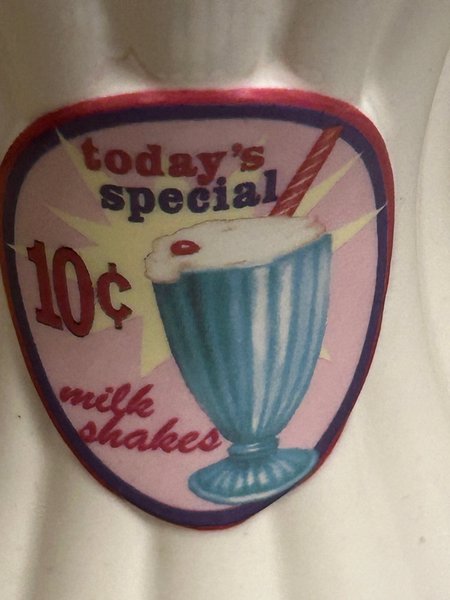 today's
special
10¢
milk
shakes